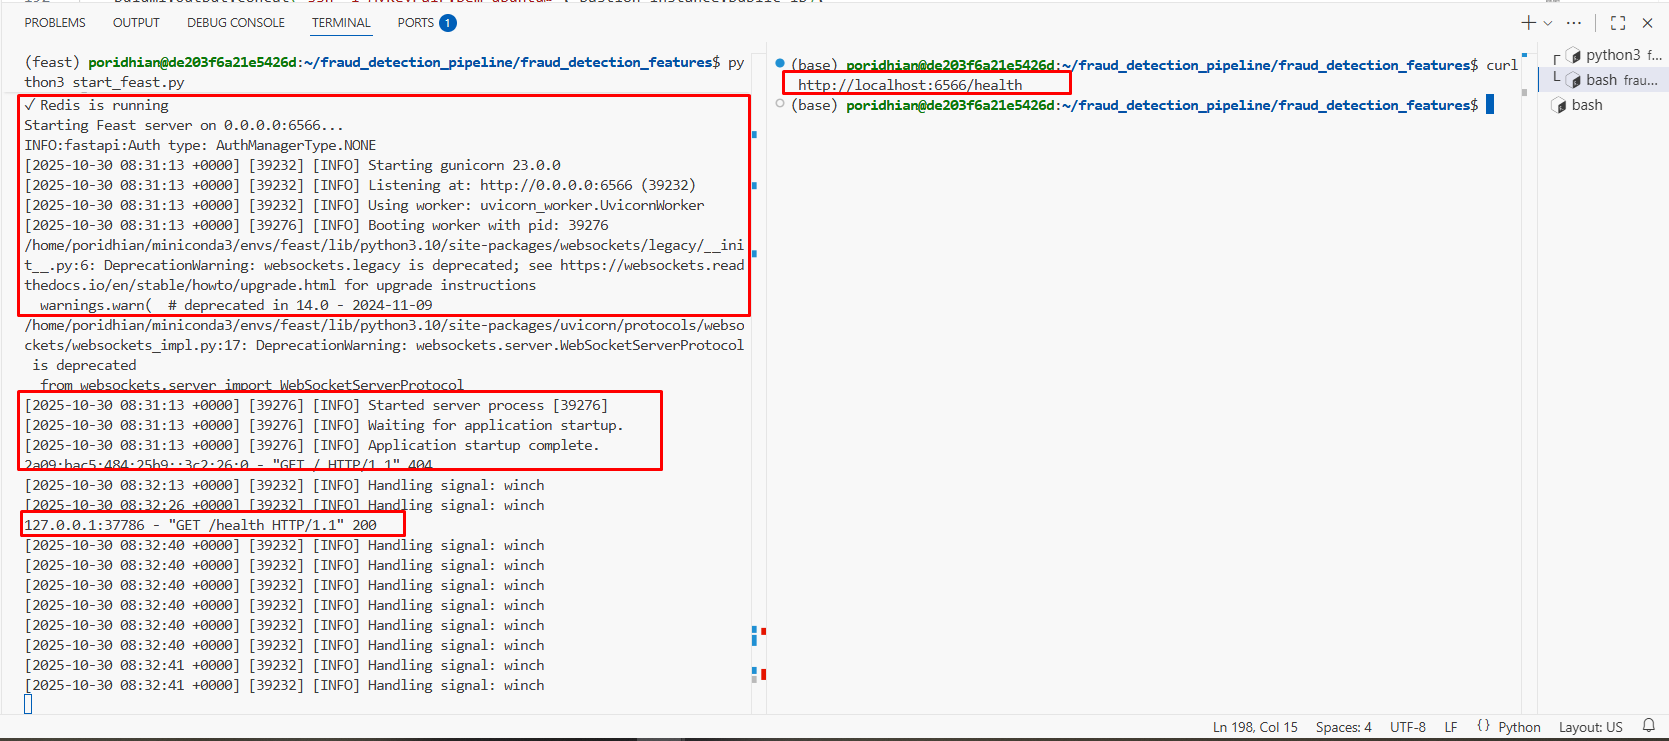 PROBLEMS OUTPUT DEBUG CONSOLE TERMINAL PORTS 1
(feast) poridhian@de203f6a21e5426d:~/fraud_detection_pipeline/fraud_detection_features$ py
thon3 start_feast.py
✓ Redis is running
Starting Feast server on 0.0.0.0:6566...
INFO:fastapi:Auth type: AuthManagerType.NONE
[2025-10-30 08:31:13 +0000] [39232] [INFO] Starting gunicorn 23.0.0
[2025-10-30 08:31:13 +0000] [39232] [INFO] Listening at: http://0.0.0.0:6566 (39232)
[2025-10-30 08:31:13 +0000] [39232] [INFO] Using worker: uvicorn_worker.UvicornWorker
[2025-10-30 08:31:13 +0000] [39276] [INFO] Booting worker with pid: 39276
/home/poridhian/miniconda3/envs/feast/lib/python3.10/site-packages/websockets/legacy/__ini
t__.py:6: DeprecationWarning: websockets.legacy is deprecated; see https://websockets.read
thedocs.io/en/stable/howto/upgrade.html for upgrade instructions
  warnings.warn(  # deprecated in 14.0 - 2024-11-09
/home/poridhian/miniconda3/envs/feast/lib/python3.10/site-packages/uvicorn/protocols/webso
ckets/websockets_impl.py:17: DeprecationWarning: websockets.server.WebSocketServerProtocol
 is deprecated
  from websockets.server import WebSocketServerProtocol
[2025-10-30 08:31:13 +0000] [39276] [INFO] Started server process [39276]
[2025-10-30 08:31:13 +0000] [39276] [INFO] Waiting for application startup.
[2025-10-30 08:31:13 +0000] [39276] [INFO] Application startup complete.
2a09:bac5:484:25b9::3c2:26:0 - "GET / HTTP/1.1" 404
[2025-10-30 08:32:13 +0000] [39232] [INFO] Handling signal: winch
[2025-10-30 08:32:26 +0000] [39232] [INFO] Handling signal: winch
127.0.0.1:37786 - "GET /health HTTP/1.1" 200
[2025-10-30 08:32:40 +0000] [39232] [INFO] Handling signal: winch
[2025-10-30 08:32:40 +0000] [39232] [INFO] Handling signal: winch
[2025-10-30 08:32:40 +0000] [39232] [INFO] Handling signal: winch
[2025-10-30 08:32:40 +0000] [39232] [INFO] Handling signal: winch
[2025-10-30 08:32:40 +0000] [39232] [INFO] Handling signal: winch
[2025-10-30 08:32:40 +0000] [39232] [INFO] Handling signal: winch
[2025-10-30 08:32:41 +0000] [39232] [INFO] Handling signal: winch
[2025-10-30 08:32:41 +0000] [39232] [INFO] Handling signal: winch
(base) poridhian@de203f6a21e5426d:~/fraud_detection_pipeline/fraud_detection_features$ curl
 http://localhost:6566/health
(base) poridhian@de203f6a21e5426d:~/fraud_detection_pipeline/fraud_detection_features$
python3 f...
bash frau...
bash
Ln 198, Col 15 Spaces: 4 UTF-8 LF {} Python Layout: US